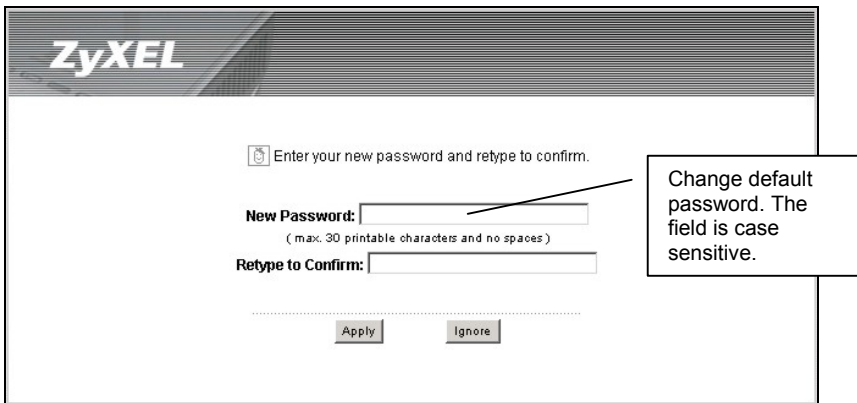 ZyXEL
Enter your new password and retype to confirm.
New Password:
( max. 30 printable characters and no spaces )
Retype to Confirm:
Apply Ignore
Change default
password. The
field is case
sensitive.